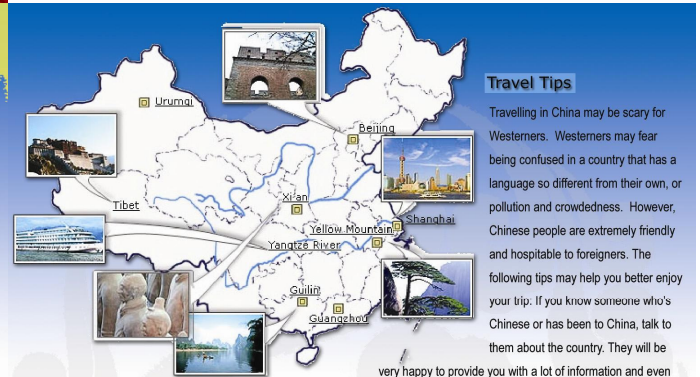 Travel Tips
Urumqi
Beijing
Tibet
Xi'an
Shanghai
Yellow Mountain
Yangtze River
Guilin
Guangzhou
Travelling in China may be scary for
Westerners. Westerners may fear
being confused in a country that has a
language so different from their own, or
pollution and crowdedness. However,
Chinese people are extremely friendly
and hospitable to foreigners. The
following tips may help you better enjoy
your trip. If you know someone who's
Chinese or has been to China, talk to
them about the country. They will be
very happy to provide you with a lot of information and even